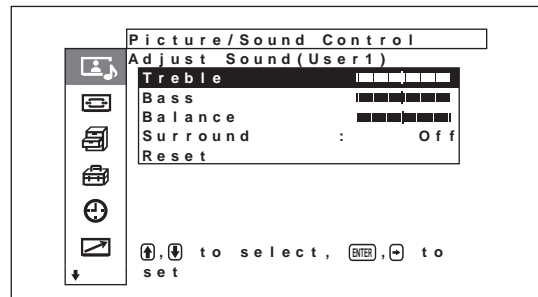 Picture/Sound Control
Adjust Sound(User1)
Treble
Bass
Balance
Surround : Off
Reset
↑,↓ to select, ENTER,→ to
set